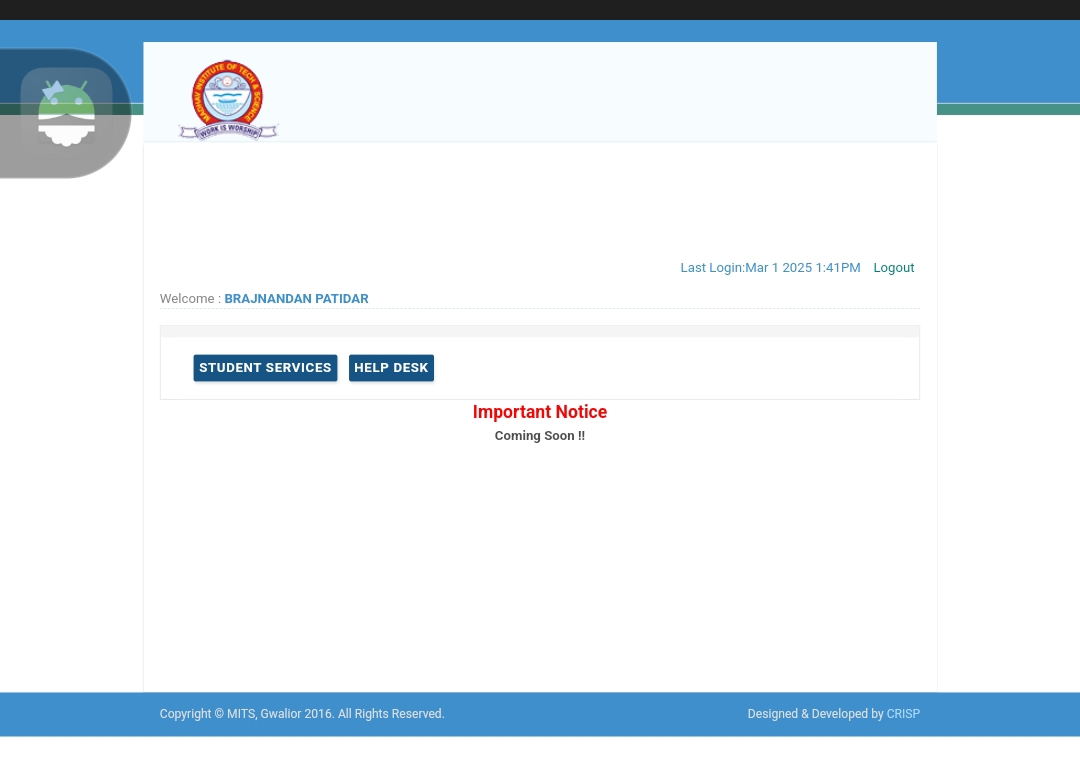 MADHAV INSTITUTE OF TECH & SCIENCE
WORK IS WORSHIP
Last Login:Mar 1 2025 1:41PM Logout
Welcome : BRAJNANDAN PATIDAR
STUDENT SERVICES HELP DESK
Important Notice
Coming Soon !!
Copyright © MITS, Gwalior 2016. All Rights Reserved. Designed & Developed by CRISP